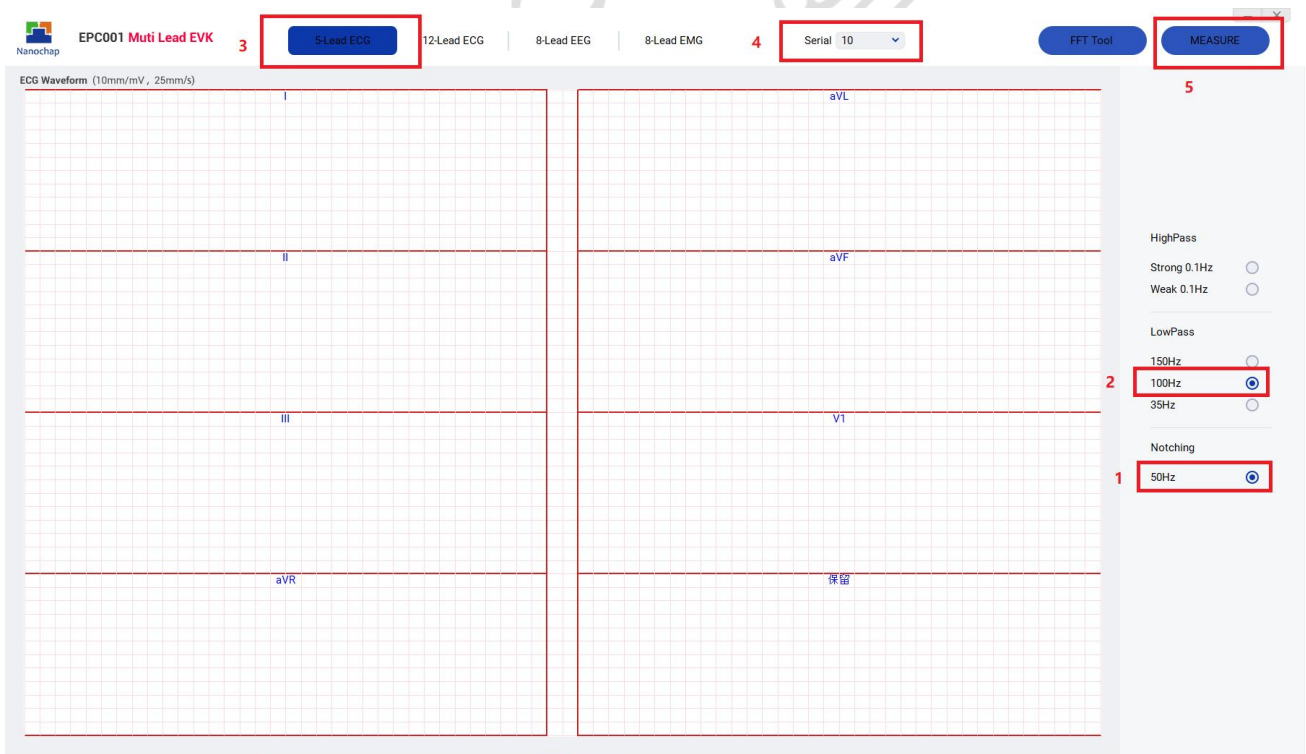 Nanochap
EPC001 Muti Lead EVK
3
5-Lead ECG
12-Lead ECG
8-Lead EEG
8-Lead EMG
4
Serial 10
FFT Tool
MEASURE
5
ECG Waveform (10mm/mV, 25mm/s)
I
aVL
HighPass
Strong 0.1Hz
Weak 0.1Hz
II
aVF
LowPass
150Hz
2
100Hz
35Hz
III
V1
Notching
1
50Hz
aVR
保留